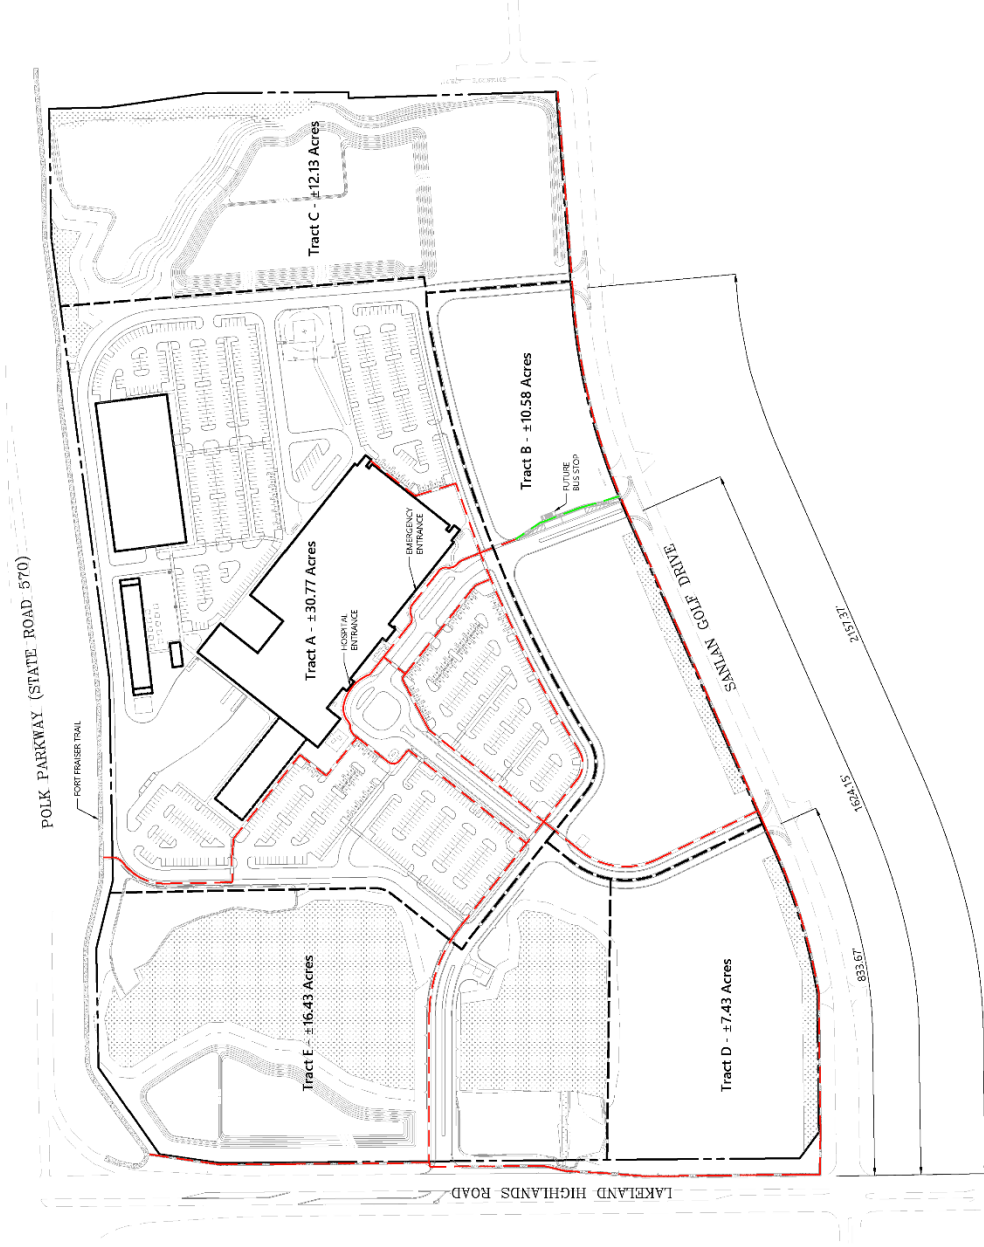 POLK PARKWAY (STATE ROAD 570)
FORT FRAISER TRAIL
Tract C - ±12.13 Acres
Tract B - ±10.58 Acres
FUTURE
BUS STOP
EMERGENCY
ENTRANCE
Tract A - ±30.77 Acres
HOSPITAL
ENTRANCE
SANLAN GOLF DRIVE
2157.37'
1624.15'
833.67'
Tract E - ±16.43 Acres
Tract D - ±7.43 Acres
LAKELAND HIGHLANDS ROAD